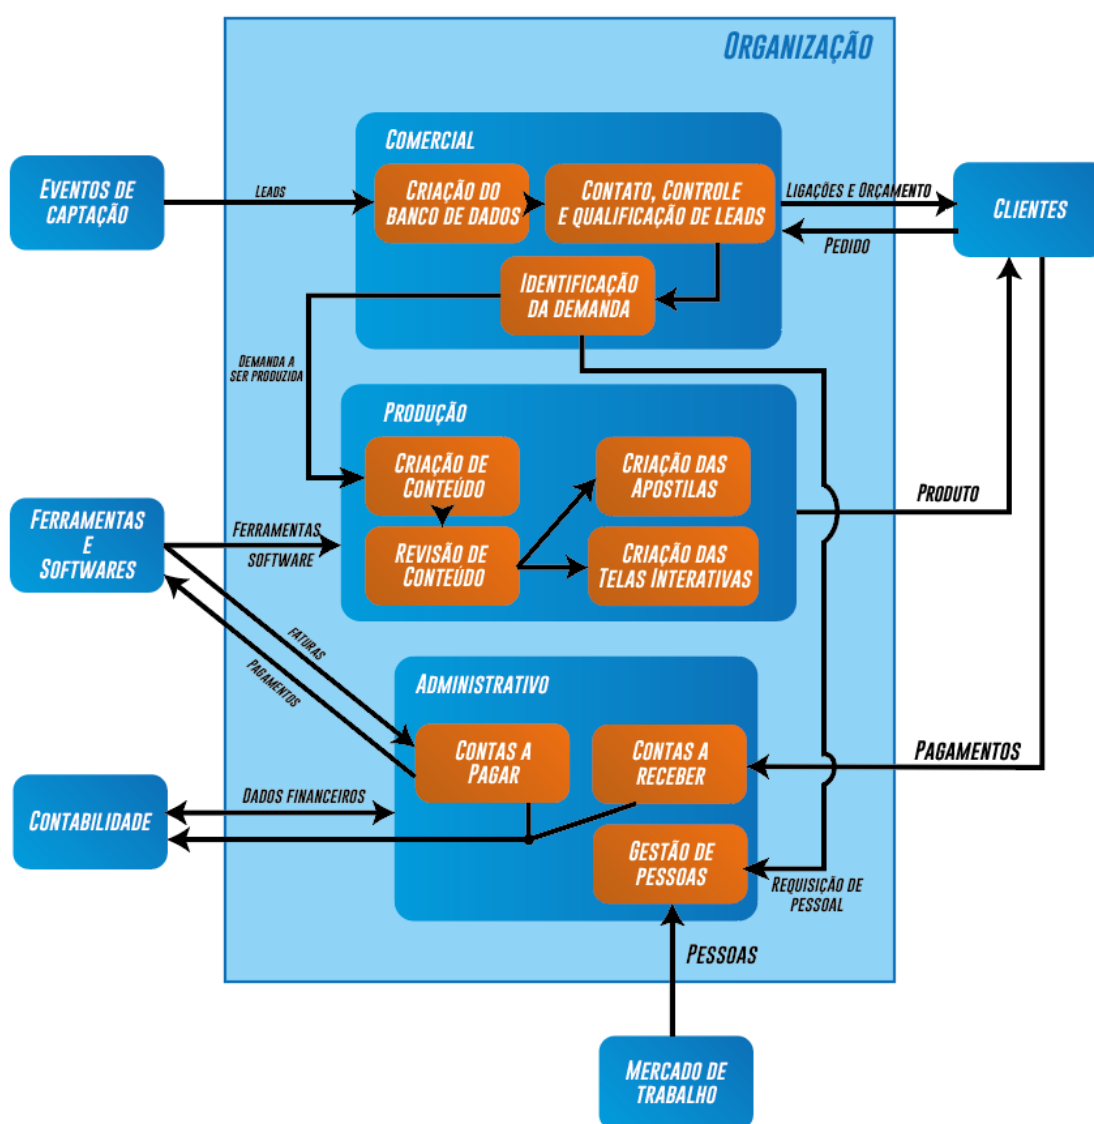 Organização
Comercial
Eventos de
captação
Leads
Criação do
banco de dados
Contato, Controle
e qualificação de leads
Ligações e Orçamento
Clientes
Pedido
Identificação
da demanda
Demanda a
ser produzida
Produção
Criação de
Conteúdo
Criação das
Apostilas
Produto
Ferramentas
e
Softwares
Ferramentas
software
Revisão de
Conteúdo
Criação das
Telas Interativas
faturas
Pagamentos
Administrativo
Contas a
Pagar
Contas a
receber
Pagamentos
Dados financeiros
Contabilidade
Gestão de
pessoas
Requisição de
pessoal
Pessoas
Mercado de
trabalho